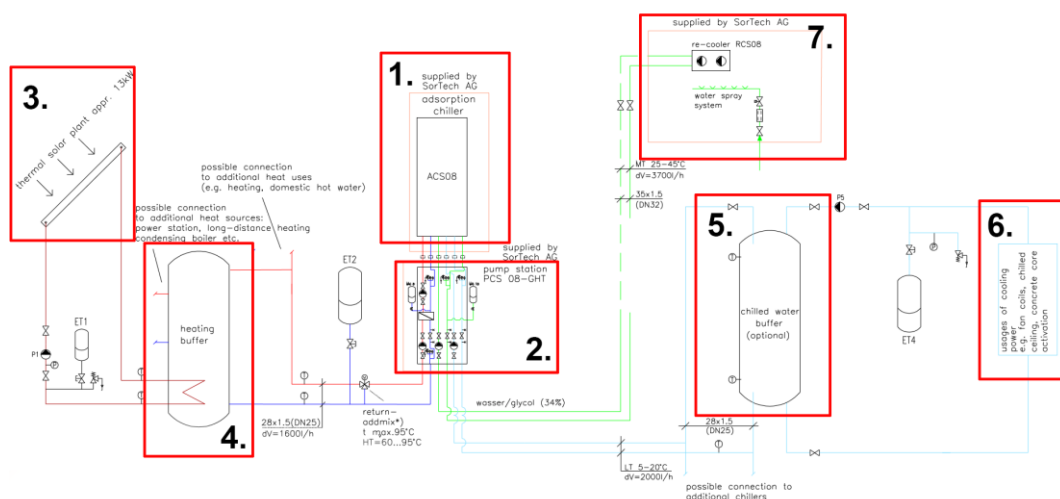 3.
thermal solar plant appr. 13kW
possible connection
to additional heat sources:
power station, long-distance heating
condensing boiler etc.
possible connection
to additional heat uses
(e.g. heating, domestic hot water)
1.
supplied by
SorTech AG
adsorption
chiller
ACS08
supplied by
SorTech AG
pump station
PCS 08-GHT
2.
supplied by SorTech AG
7.
re-cooler RCS08
water spray
system
MT 25-45°C
dV=3700l/h
35x1.5
(DN32)
P5
5.
chilled water
buffer
(optional)
6.
usages of cooling
power
e.g. fan coils, chilled
ceiling, concrete core
activation
ET4
ET1
P1
heating
buffer
4.
ET2
28x1.5(DN25)
dV=1600l/h
return-
addmix*)
t max.95°C
HT=60...95°C
wasser/glycol (34%)
28x1.5
(DN25)
LT 5-20°C
dV=2000l/h
possible connection to
additional chillers